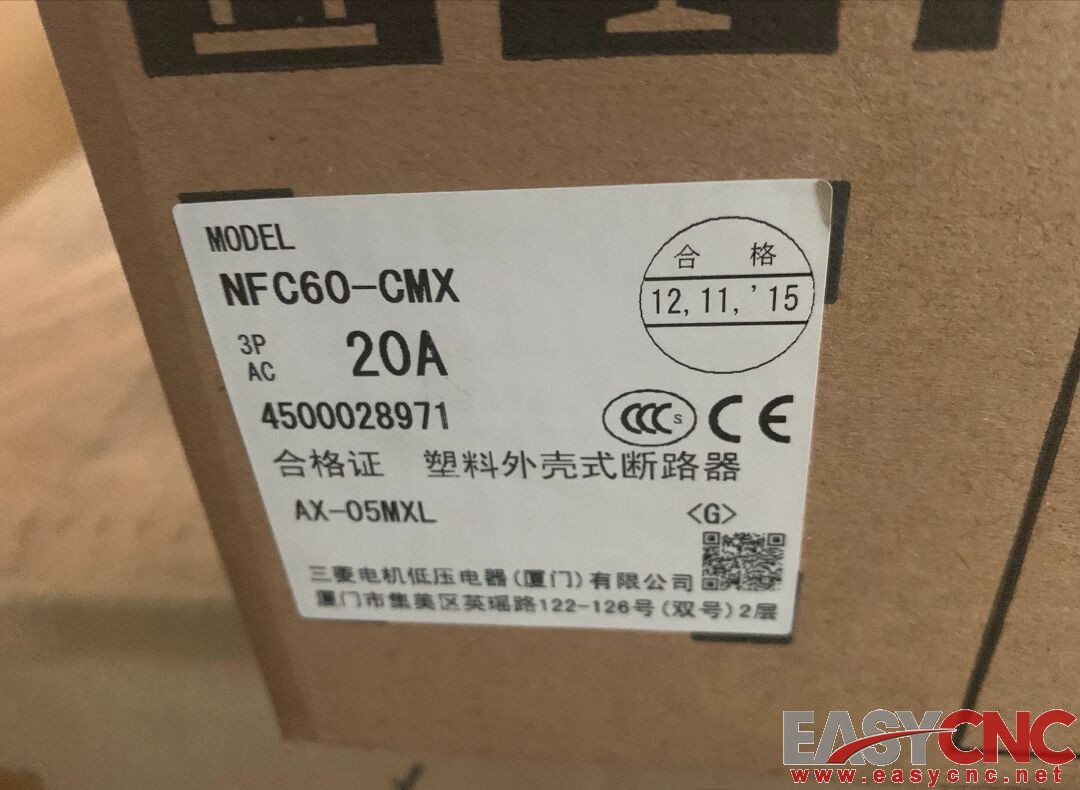 MODEL
NFC60-CMX
合 格
12,11,'15
3P
AC
20A
4500028971
CCC S CE
合格证 塑料外壳式断路器
AX-05MXL
<G>
三菱电机低压电器(厦门)有限公司
厦门市集美区英瑶路122-126号(双号)2层
EASYCNC
www.easycnc.net